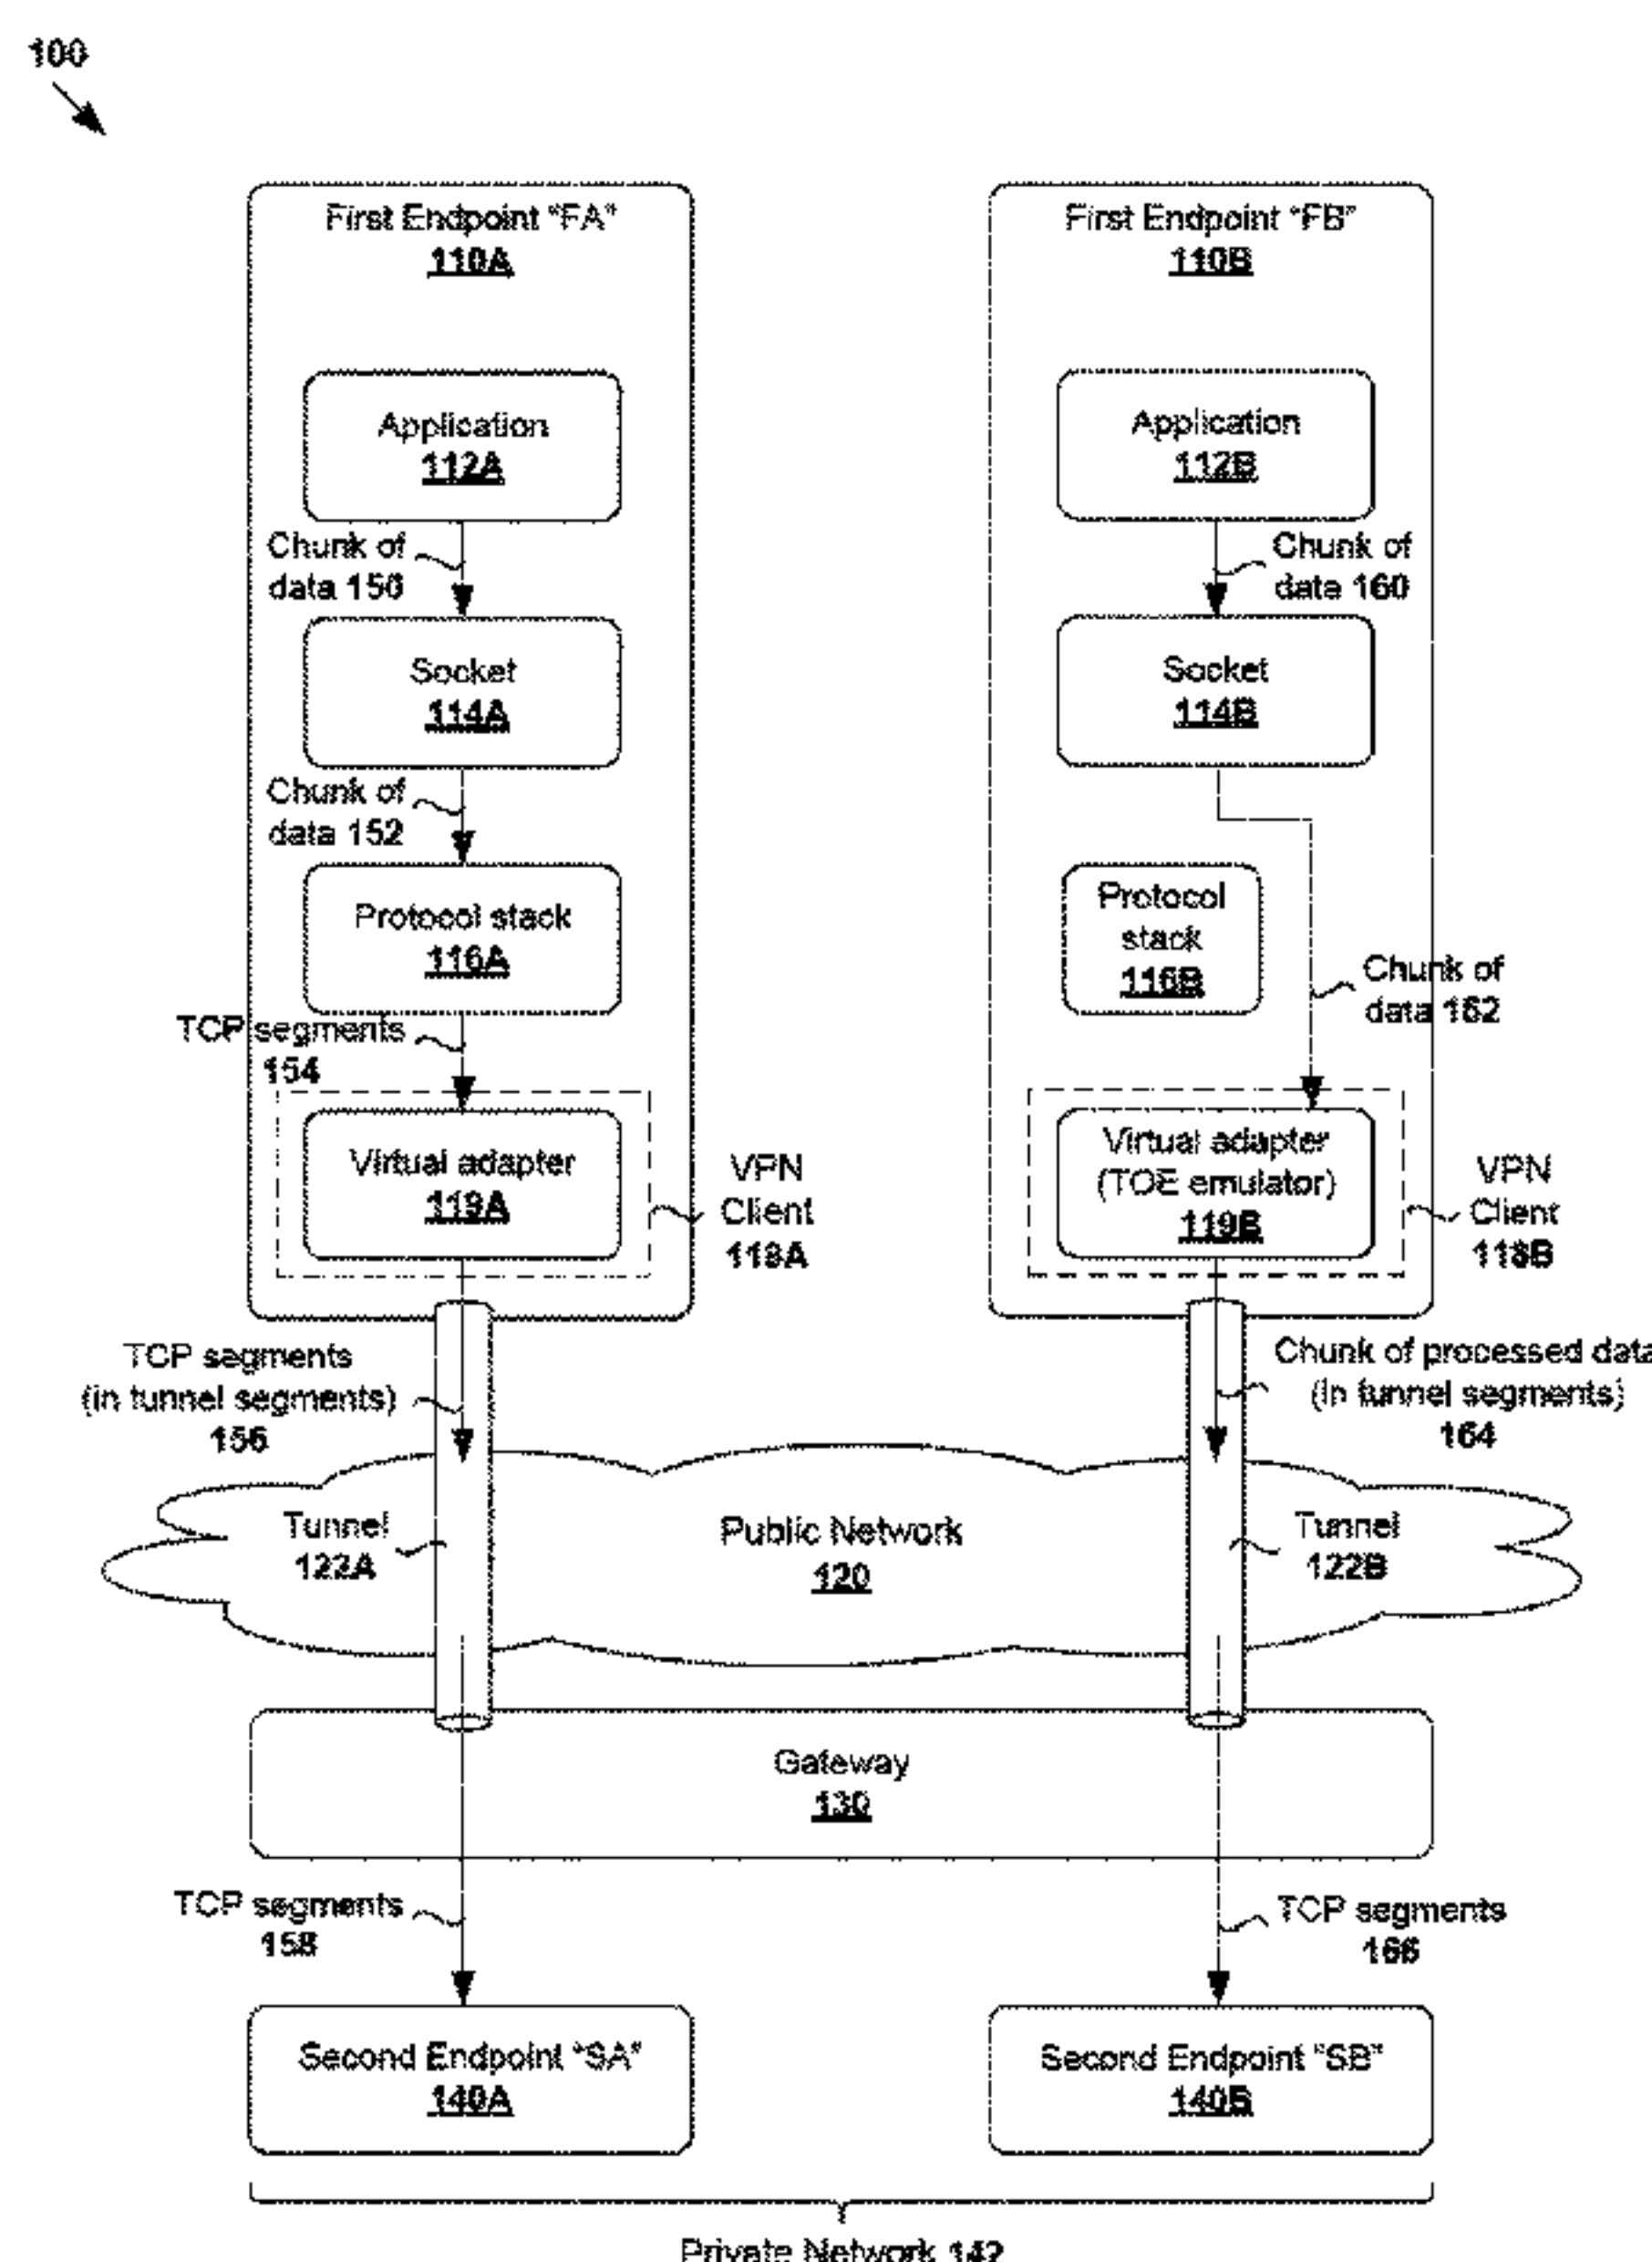 100
First Endpoint "FA"
110A
Application
112A
Chunk of
data 150
Socket
114A
Chunk of
data 152
Protocol stack
116A
TCP segments
154
Virtual adapter
119A
VPN
Client
118A
TCP segments
(in tunnel segments)
156
First Endpoint "FB"
110B
Application
112B
Chunk of
data 160
Socket
114B
Protocol
stack
116B
Chunk of
data 162
Virtual adapter
(TOE emulator)
119B
VPN
Client
118B
Chunk of processed data
(in tunnel segments)
164
Tunnel
122A
Public Network
120
Tunnel
122B
Gateway
130
TCP segments
158
TCP segments
166
Second Endpoint "SA"
140A
Second Endpoint "SB"
140B
Private Network 142